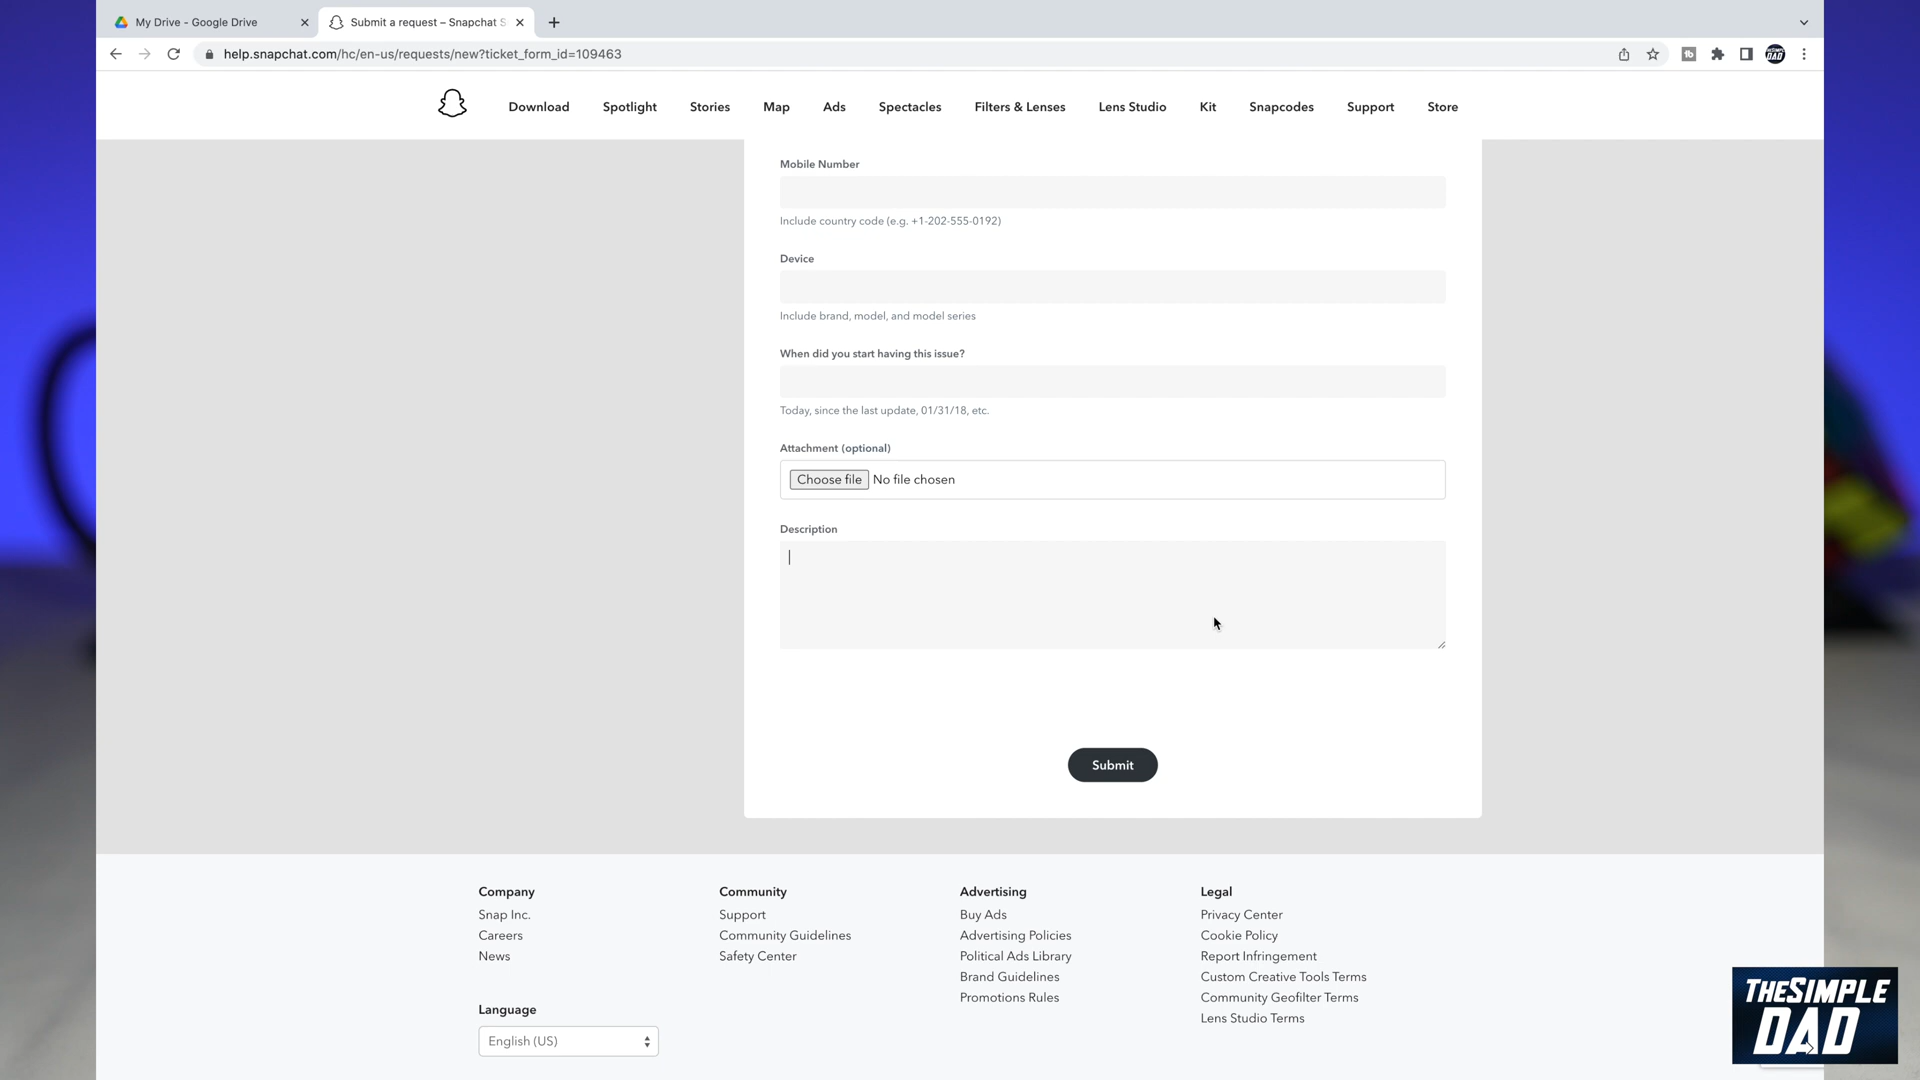 My Drive - Google Drive
Submit a request – Snapchat S
help.snapchat.com/hc/en-us/requests/new?ticket_form_id=109463
Download Spotlight Stories Map Ads Spectacles Filters & Lenses Lens Studio Kit Snapcodes Support Store
Mobile Number
Include country code (e.g. +1-202-555-0192)
Device
Include brand, model, and model series
When did you start having this issue?
Today, since the last update, 01/31/18, etc.
Attachment (optional)
Choose file No file chosen
Description
Submit
Company
Snap Inc.
Careers
News
Community
Support
Community Guidelines
Safety Center
Advertising
Buy Ads
Advertising Policies
Political Ads Library
Brand Guidelines
Promotions Rules
Legal
Privacy Center
Cookie Policy
Report Infringement
Custom Creative Tools Terms
Community Geofilter Terms
Lens Studio Terms
Language
English (US)
THESIMPLE
DAD